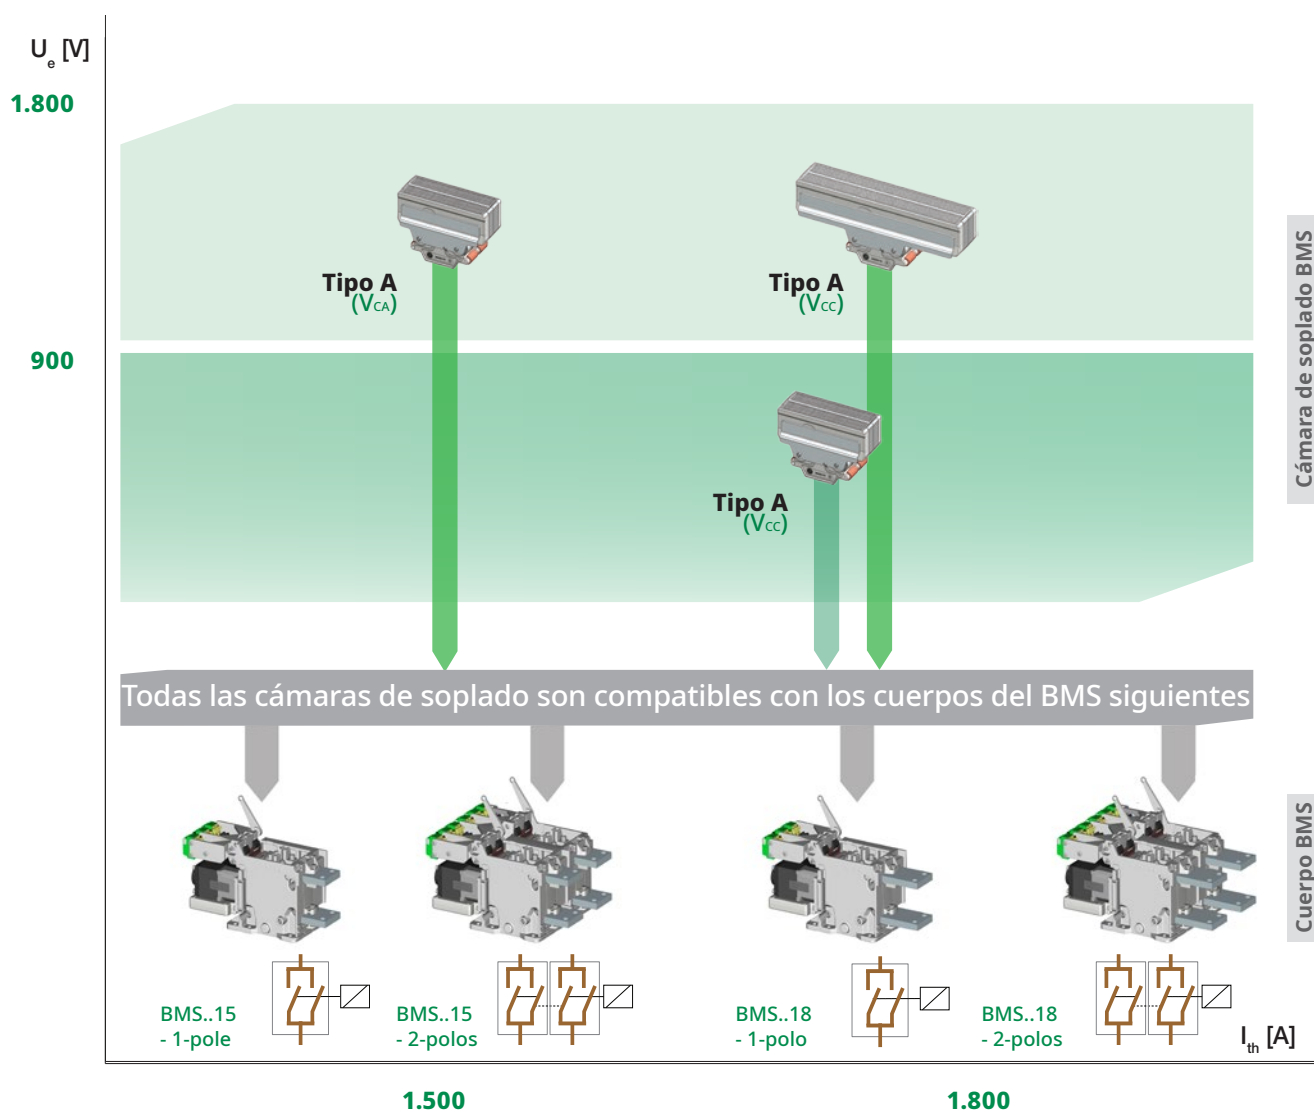 Ue [V]
1.800
Tipo A
(VCA)
Tipo A
(VCC)
900
Tipo A
(VCC)
Cámara de soplado BMS
Todas las cámaras de soplado son compatibles con los cuerpos del BMS siguientes
Cuerpo BMS
BMS..15
- 1-pole
BMS..15
- 2-polos
BMS..18
- 1-polo
BMS..18
- 2-polos
Ith [A]
1.500
1.800